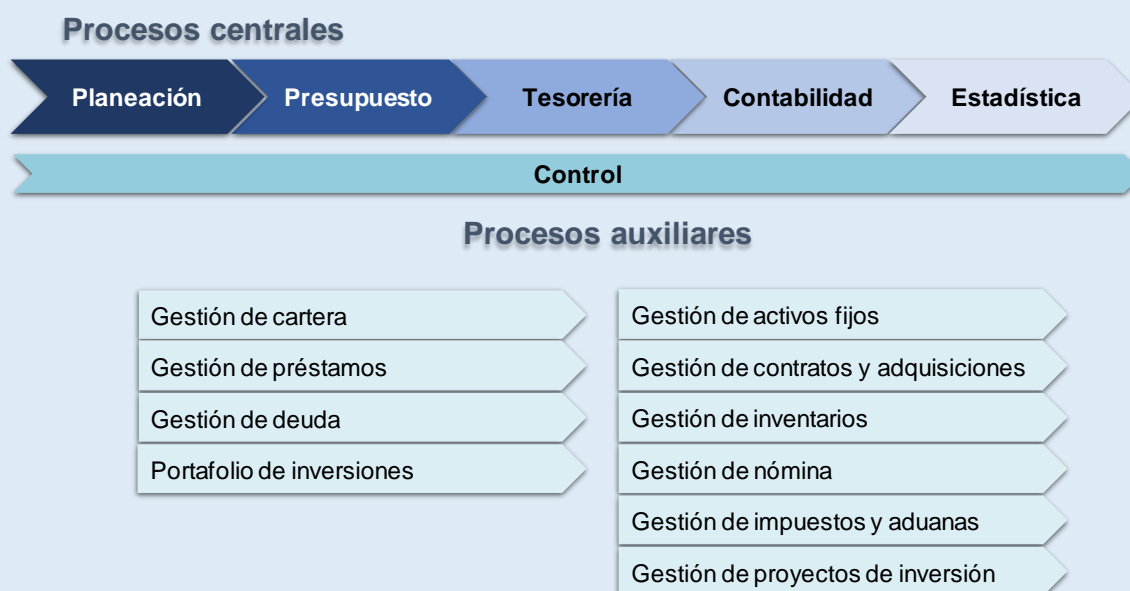 Procesos centrales
Planeación
Presupuesto
Tesorería
Contabilidad
Estadística
Control
Procesos auxiliares
Gestión de cartera
Gestión de préstamos
Gestión de deuda
Portafolio de inversiones
Gestión de activos fijos
Gestión de contratos y adquisiciones
Gestión de inventarios
Gestión de nómina
Gestión de impuestos y aduanas
Gestión de proyectos de inversión